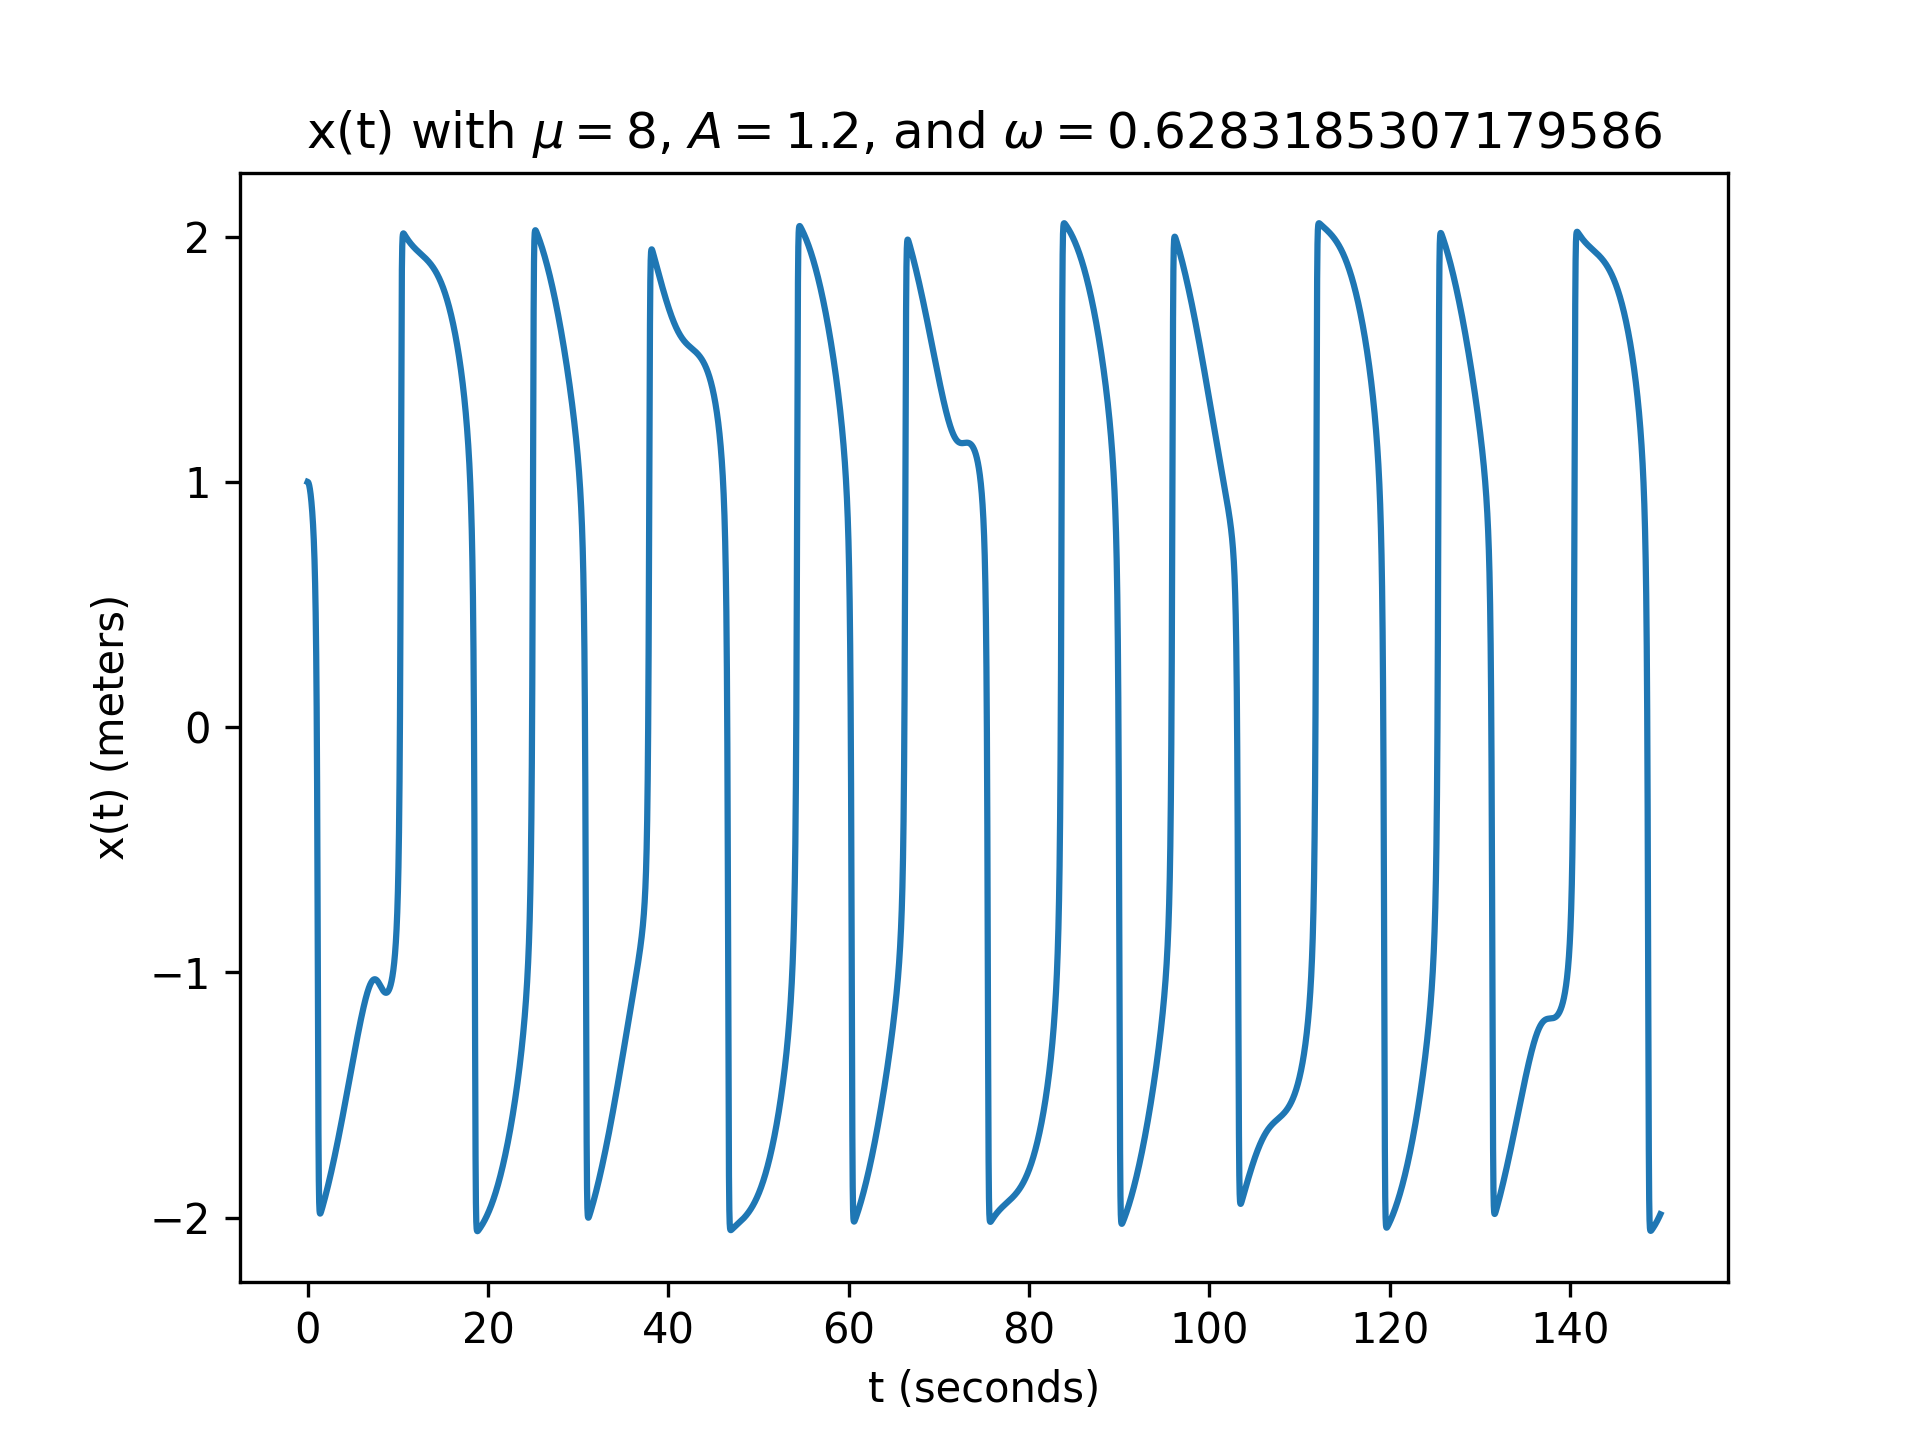 x(t) with μ = 8, A = 1.2, and ω = 0.6283185307179586
2
1
0
−1
−2
x(t) (meters)
0 20 40 60 80 100 120 140
t (seconds)